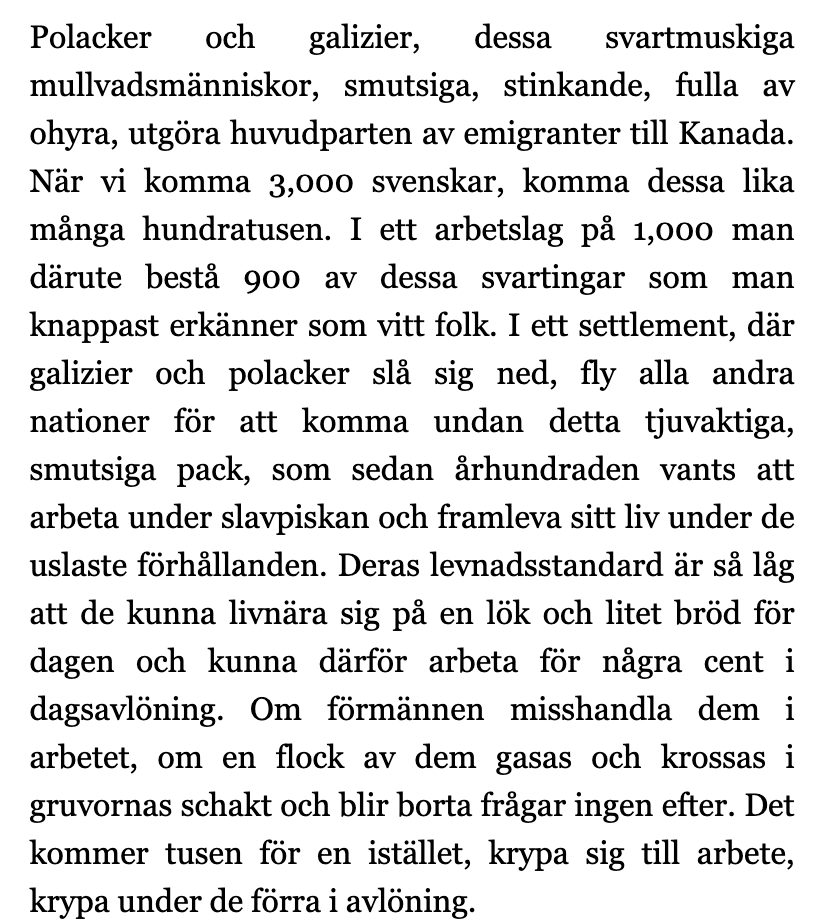 Polacker och galizier, dessa svartmuskiga
mullvadsmänniskor, smutsiga, stinkande, fulla av
ohyra, utgöra huvudparten av emigranter till Kanada.
När vi komma 3,000 svenskar, komma dessa lika
många hundratusen. I ett arbetslag på 1,000 man
därute bestå 900 av dessa svartingar som man
knappast erkänner som vitt folk. I ett settlement, där
galizier och polacker slå sig ned, fly alla andra
nationer för att komma undan detta tjuvaktiga,
smutsiga pack, som sedan århundraden vants att
arbeta under slavpiskan och framleva sitt liv under de
uslaste förhållanden. Deras levnadsstandard är så låg
att de kunna livnära sig på en lök och litet bröd för
dagen och kunna därför arbeta för några cent i
dagsavlöning. Om förmännen misshandla dem i
arbetet, om en flock av dem gasas och krossas i
gruvornas schakt och blir borta frågar ingen efter. Det
kommer tusen för en istället, krypa sig till arbete,
krypa under de förra i avlöning.